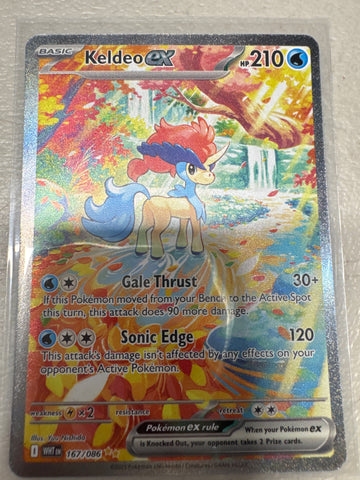 BASIC
Keldeo ex HP 210
Gale Thrust 30+
If this Pokémon moved from your Bench to the Active Spot
this turn, this attack does 90 more damage.
Sonic Edge 120
This attack's damage isn't affected by any effects on your
opponent's Active Pokémon.
weakness ×2 resistance retreat
Pokémon ex rule
When your Pokémon ex
is Knocked Out, your opponent takes 2 Prize cards.
Illus.
WHT EN 167/086